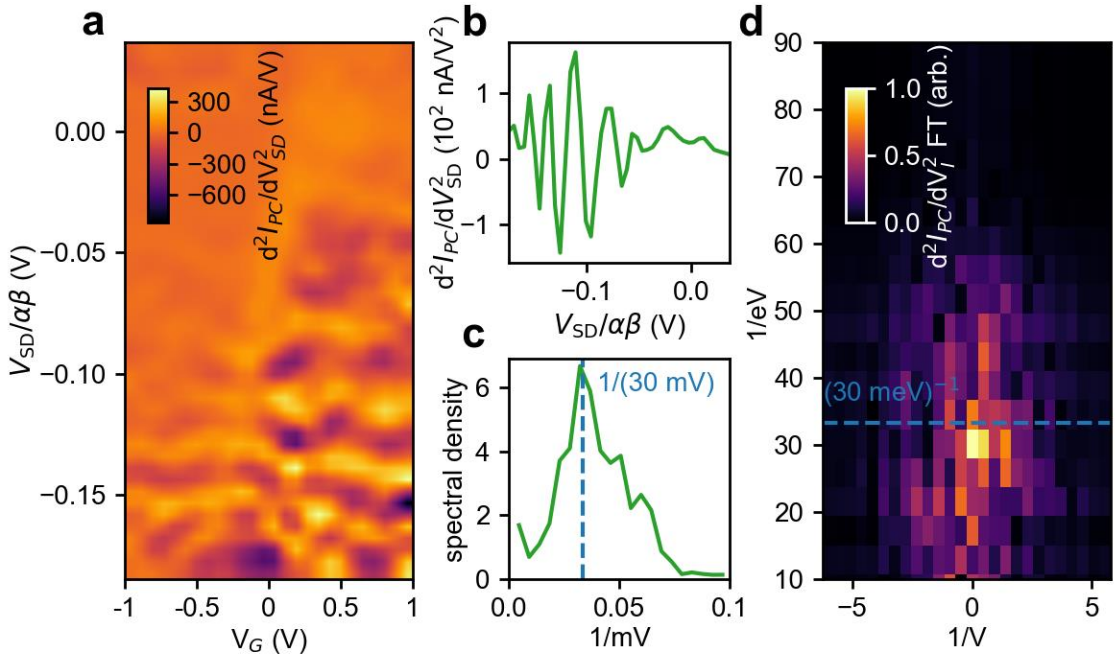 a
300
0
−300
−600
d²I_PC/dV²_SD (nA/V)
0.00
−0.05
−0.10
−0.15
V_SD/αβ (V)
-1
-0.5
0
0.5
1
V_G (V)
b
1
0
−1
d²I_PC/dV²_SD (10⁻² nA/V²)
−0.1
0.0
V_SD/αβ (V)
c
6
4
2
0
spectral density
1/(30 mV)
0.0
0.05
0.1
1/mV
d
90
80
70
60
50
40
30
20
10
1/eV
1.0
0.5
0.0
d²I_PC/dV_I² FT (arb.)
(30 meV)⁻¹
−5
0
5
1/V